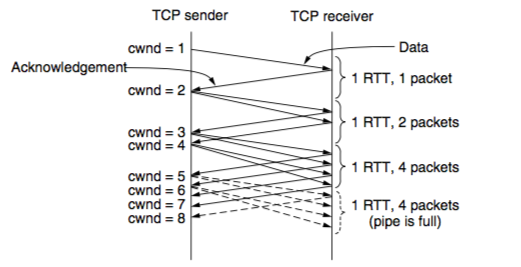 TCP sender
TCP receiver
cwnd = 1
Data
Acknowledgement
1 RTT, 1 packet
cwnd = 2
1 RTT, 2 packets
cwnd = 3
cwnd = 4
1 RTT, 4 packets
cwnd = 5
cwnd = 6
cwnd = 7
cwnd = 8
1 RTT, 4 packets
(pipe is full)